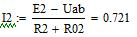 I2 := (E2 − Uab) / (R2 + R02) = 0.721